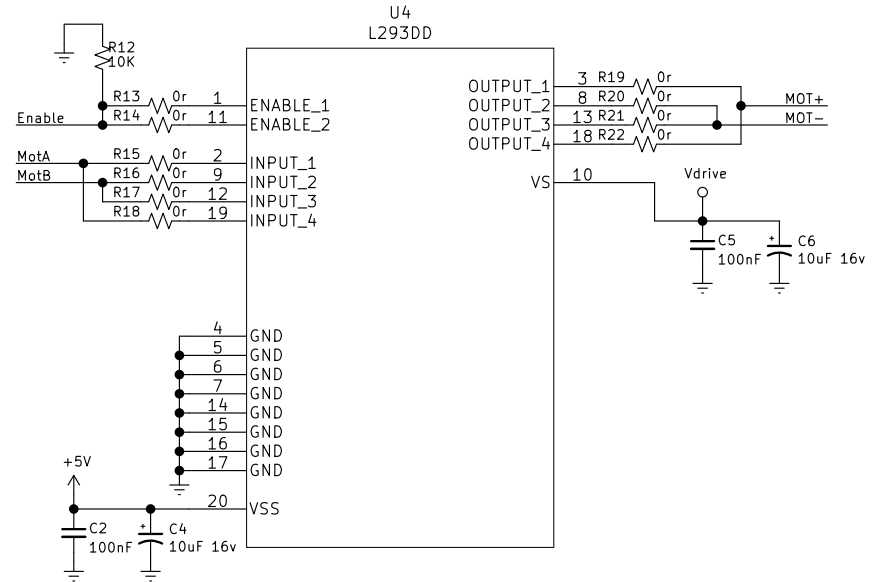 U4
L293DD
R12
10K
R13 0r 1 ENABLE_1
Enable R14 0r 11 ENABLE_2
MotA R15 0r 2 INPUT_1
MotB R16 0r 9 INPUT_2
R17 0r 12 INPUT_3
R18 0r 19 INPUT_4
OUTPUT_1 3 R19 0r
OUTPUT_2 8 R20 0r MOT+
OUTPUT_3 13 R21 0r MOT-
OUTPUT_4 18 R22 0r
VS 10 Vdrive
C5
100nF
C6
10uF 16v
4 GND
5 GND
6 GND
7 GND
14 GND
15 GND
16 GND
17 GND
+5V
20 VSS
C2
100nF
+
C4
10uF 16v
+